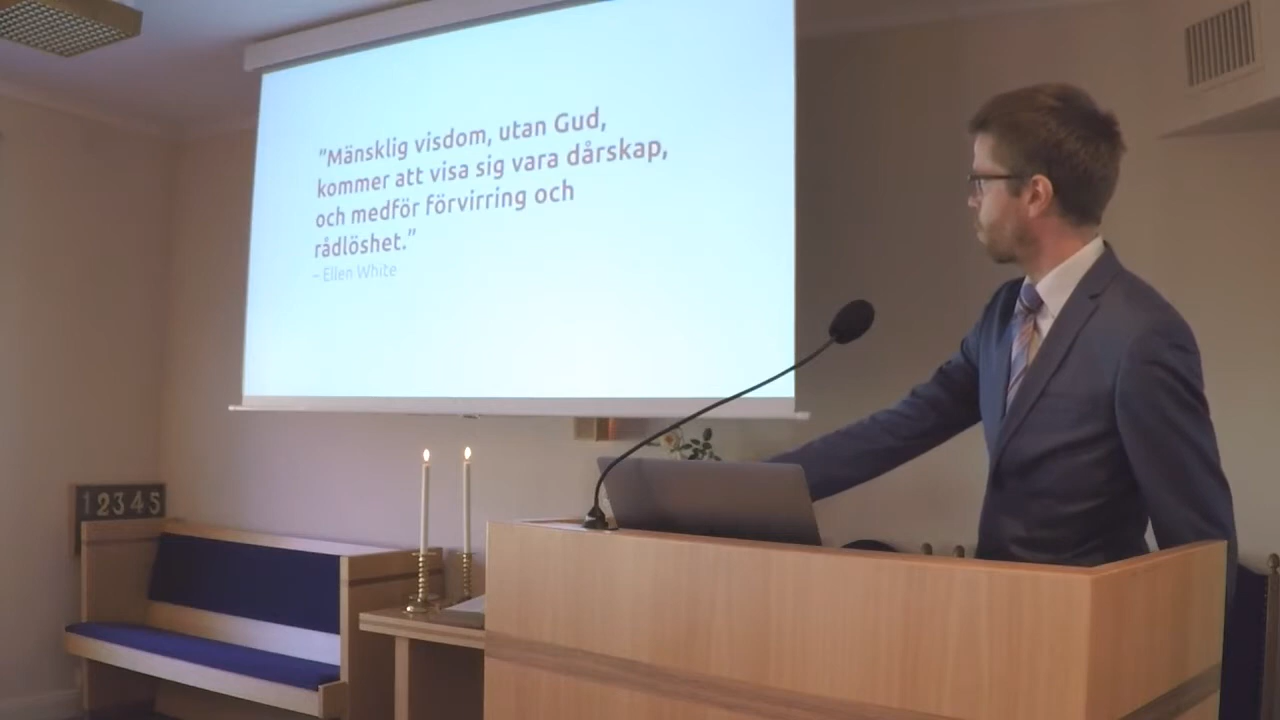 "Mänsklig visdom, utan Gud,
kommer att visa sig vara dårskap,
och medför förvirring och
rådlöshet."
– Ellen White
12345